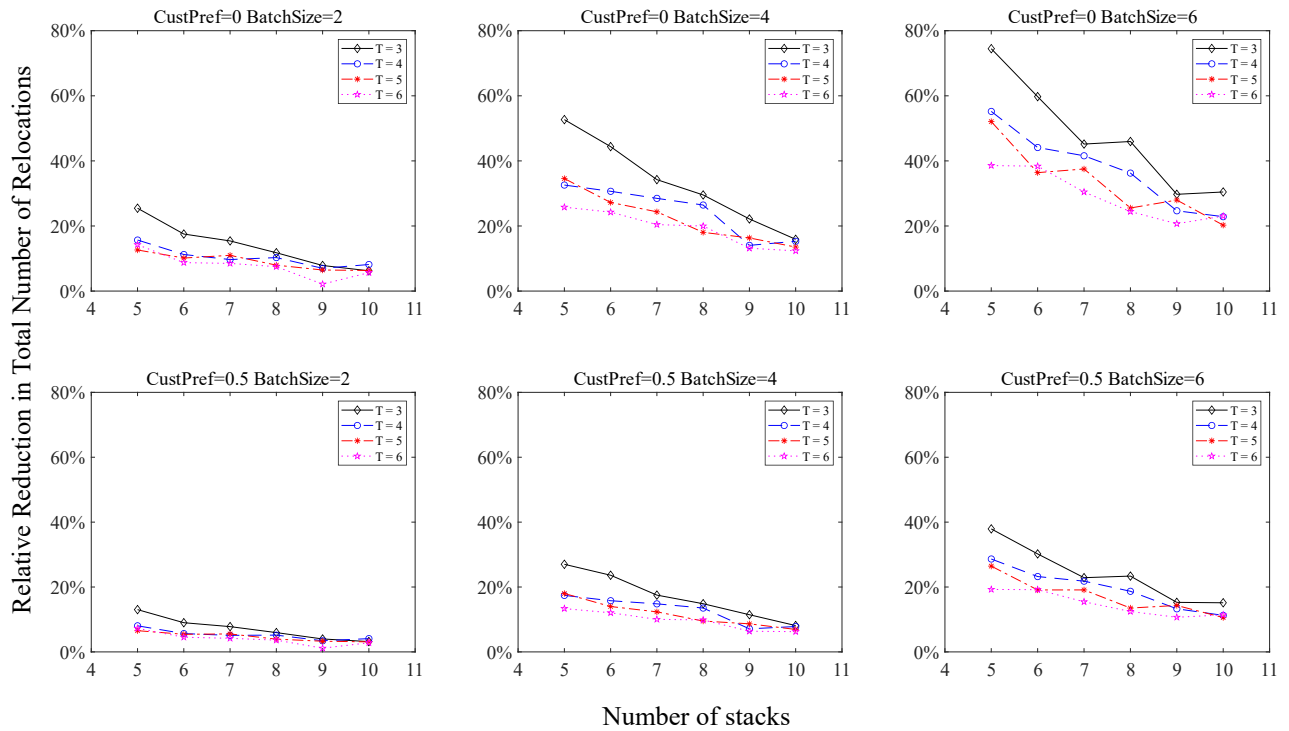 CustPref=0 BatchSize=2
80%
60%
40%
20%
0%
4 5 6 7 8 9 10 11
T = 3
T = 4
T = 5
T = 6
CustPref=0 BatchSize=4
80%
60%
40%
20%
0%
4 5 6 7 8 9 10 11
T = 3
T = 4
T = 5
T = 6
CustPref=0 BatchSize=6
80%
60%
40%
20%
0%
4 5 6 7 8 9 10 11
T = 3
T = 4
T = 5
T = 6
Relative Reduction in Total Number of Relocations
CustPref=0.5 BatchSize=2
80%
60%
40%
20%
0%
4 5 6 7 8 9 10 11
T = 3
T = 4
T = 5
T = 6
CustPref=0.5 BatchSize=4
80%
60%
40%
20%
0%
4 5 6 7 8 9 10 11
T = 3
T = 4
T = 5
T = 6
CustPref=0.5 BatchSize=6
80%
60%
40%
20%
0%
4 5 6 7 8 9 10 11
T = 3
T = 4
T = 5
T = 6
Number of stacks